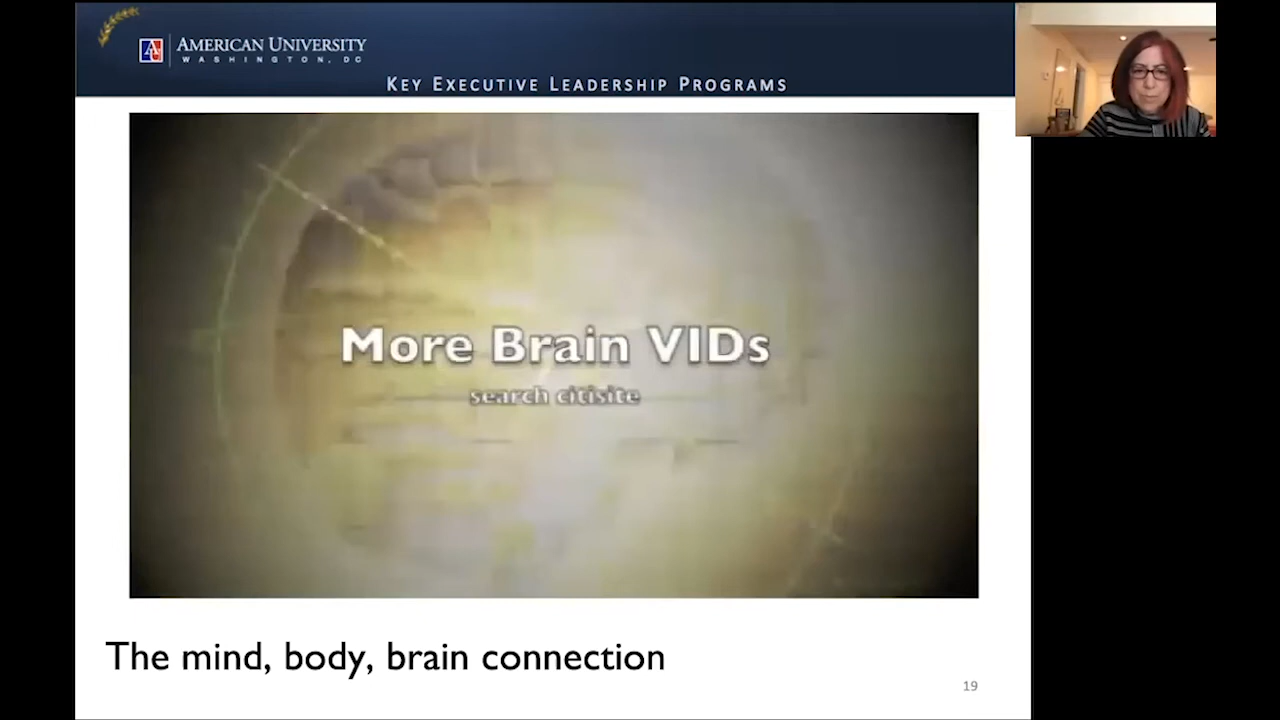 AMERICAN UNIVERSITY
WASHINGTON, DC
KEY EXECUTIVE LEADERSHIP PROGRAMS
More Brain VIDs
search citisite
The mind, body, brain connection
19